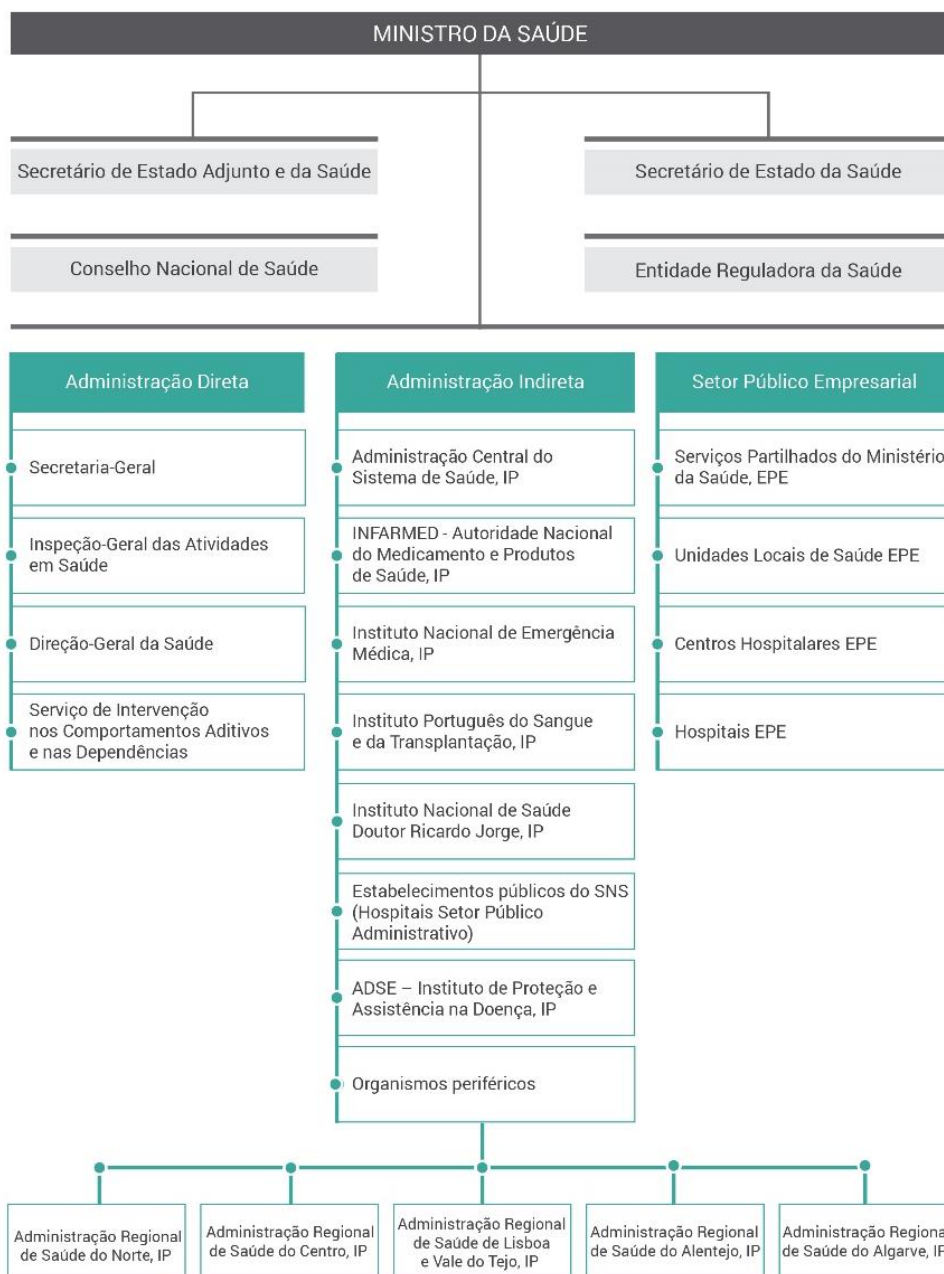 MINISTRO DA SAÚDE
Secretário de Estado Adjunto e da Saúde
Secretário de Estado da Saúde
Conselho Nacional de Saúde
Entidade Reguladora da Saúde
Administração Direta
Secretaria-Geral
Inspeção-Geral das Atividades
em Saúde
Direção-Geral da Saúde
Serviço de Intervenção
nos Comportamentos Aditivos
e nas Dependências
Administração Indireta
Administração Central do
Sistema de Saúde, IP
INFARMED - Autoridade Nacional
do Medicamento e Produtos
de Saúde, IP
Instituto Nacional de Emergência
Médica, IP
Instituto Português do Sangue
e da Transplantação, IP
Instituto Nacional de Saúde
Doutor Ricardo Jorge, IP
Estabelecimentos públicos do SNS
(Hospitais Setor Público
Administrativo)
ADSE – Instituto de Proteção e
Assistência na Doença, IP
Organismos periféricos
Setor Público Empresarial
Serviços Partilhados do Ministério
da Saúde, EPE
Unidades Locais de Saúde EPE
Centros Hospitalares EPE
Hospitais EPE
Administração Regional
de Saúde do Norte, IP
Administração Regional
de Saúde do Centro, IP
Administração Regional
de Saúde de Lisboa
e Vale do Tejo, IP
Administração Regional
de Saúde do Alentejo, IP
Administração Regional
de Saúde do Algarve, IP